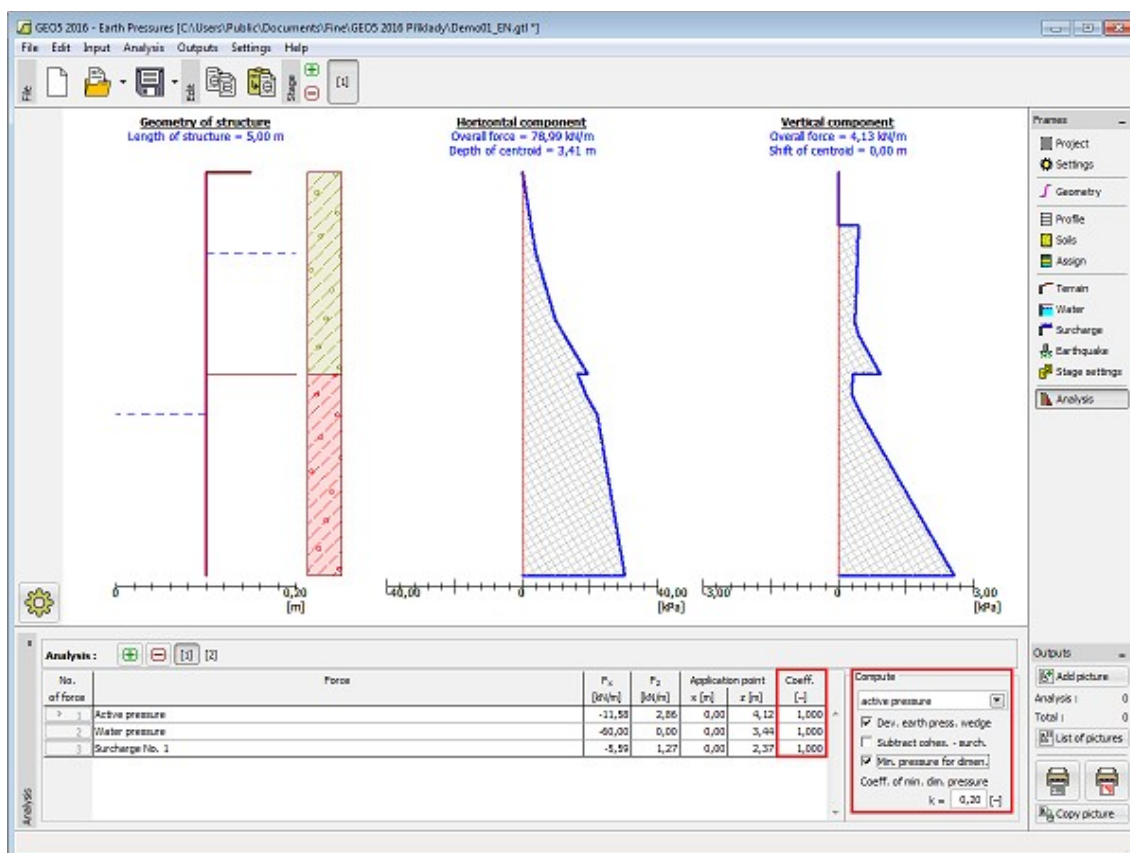 GEO5 2016 - Earth Pressures [C:\Users\Public\Documents\Fine\GEO5 2016 Příklady\Demo01_EN.gtl *]
File Edit Input Analysis Outputs Settings Help
File
Edit
Stage
[1]
Geometry of structure
Length of structure = 5,00 m
Horizontal component
Overall force = 78,99 kN/m
Depth of centroid = 3,41 m
Vertical component
Overall force = 4,13 kN/m
Shift of centroid = 0,00 m
0 0,20
[m]
40,00 0 40,00
[kPa]
3,00 0 3,00
[kPa]
Frames
Project
Settings
Geometry
Profile
Soils
Assign
Terrain
Water
Surcharge
Earthquake
Stage settings
Analysis
Analysis : [1] [2]
No. Force Px Pz Application point Coeff.
of force [kN/m] [kN/m] x [m] z [m] [-]
> 1 Active pressure -11,58 2,86 0,00 4,12 1,000
2 Water pressure -60,00 0,00 0,00 3,44 1,000
3 Surcharge No. 1 -5,59 1,27 0,00 2,37 1,000
Compute
active pressure
Dev. earth press. wedge
Subtract cohes. - surch.
Min. pressure for dimen.
Coeff. of min. dim. pressure
k = 0,20 [-]
Analysis
Outputs
Add picture
Analysis : 0
Total : 0
List of pictures
Copy picture